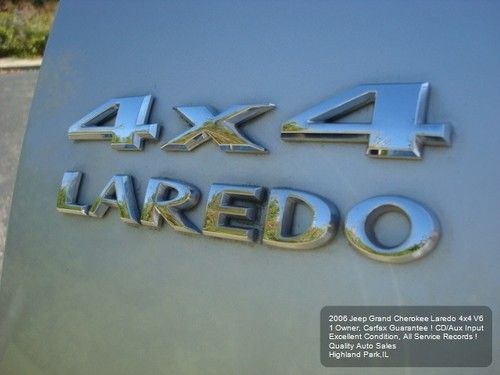 4x4
LAREDO
2006 Jeep Grand Cherokee Laredo 4x4 V6
1 Owner, Carfax Guarantee ! CD/Aux Input
Excellent Condition, All Service Records !
Quality Auto Sales
Highland Park,IL